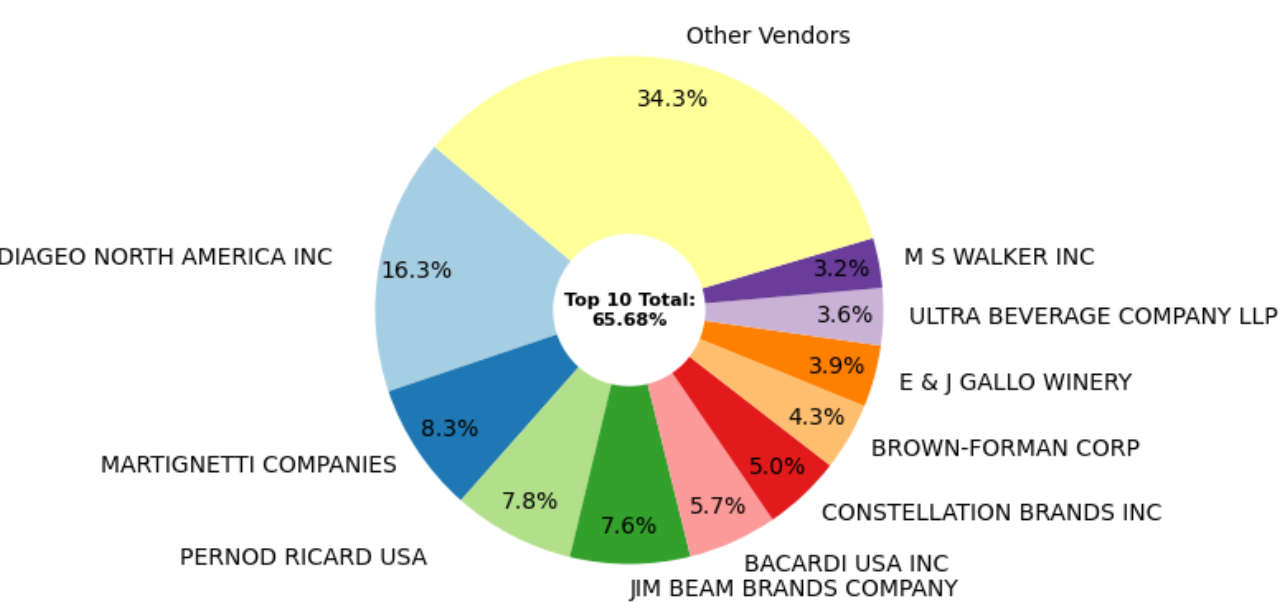 Other Vendors
34.3%
DIAGEO NORTH AMERICA INC
16.3%
3.2%
M S WALKER INC
Top 10 Total:
65.68%
3.6%
ULTRA BEVERAGE COMPANY LLP
3.9%
E & J GALLO WINERY
4.3%
BROWN-FORMAN CORP
8.3%
MARTIGNETTI COMPANIES
5.0%
CONSTELLATION BRANDS INC
7.8%
PERNOD RICARD USA
7.6%
5.7%
BACARDI USA INC
JIM BEAM BRANDS COMPANY